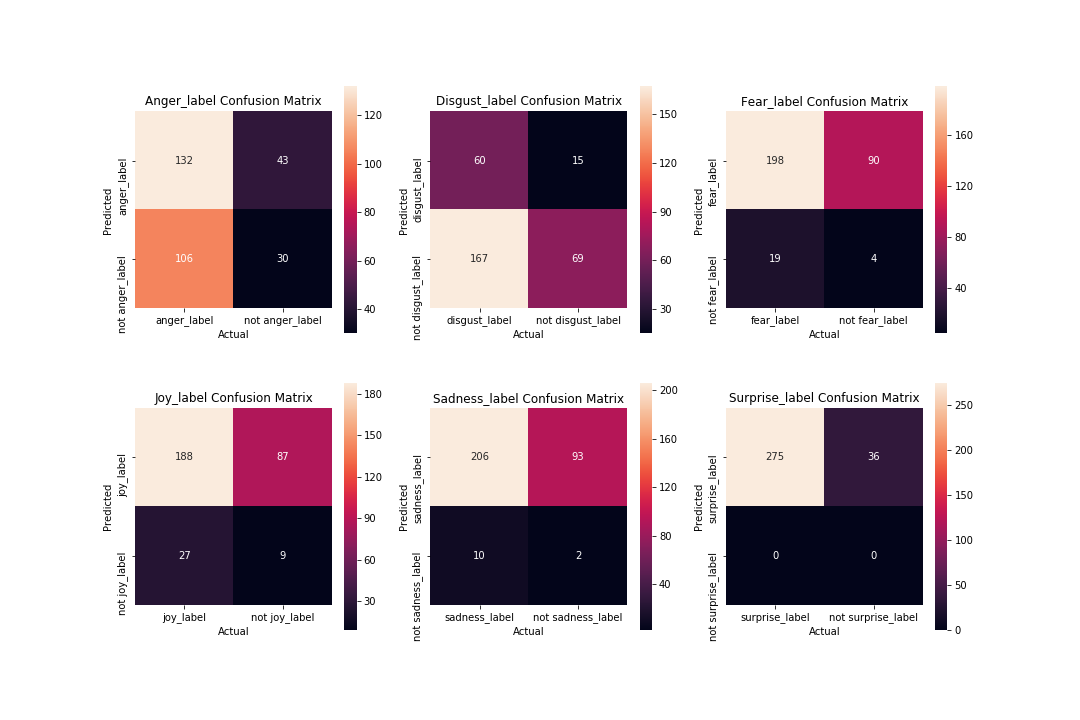 Anger_label Confusion Matrix
Predicted
anger_label
not anger_label
132 43
106 30
anger_label not anger_label
Actual
120
100
80
60
40
Disgust_label Confusion Matrix
Predicted
disgust_label
not disgust_label
60 15
167 69
disgust_label not disgust_label
Actual
150
120
90
60
30
Fear_label Confusion Matrix
Predicted
fear_label
not fear_label
198 90
19 4
fear_label not fear_label
Actual
160
120
80
40
Joy_label Confusion Matrix
Predicted
joy_label
not joy_label
188 87
27 9
joy_label not joy_label
Actual
180
150
120
90
60
30
Sadness_label Confusion Matrix
Predicted
sadness_label
not sadness_label
206 93
10 2
sadness_label not sadness_label
Actual
200
160
120
80
40
Surprise_label Confusion Matrix
Predicted
surprise_label
not surprise_label
275 36
0 0
surprise_label not surprise_label
Actual
250
200
150
100
50
0